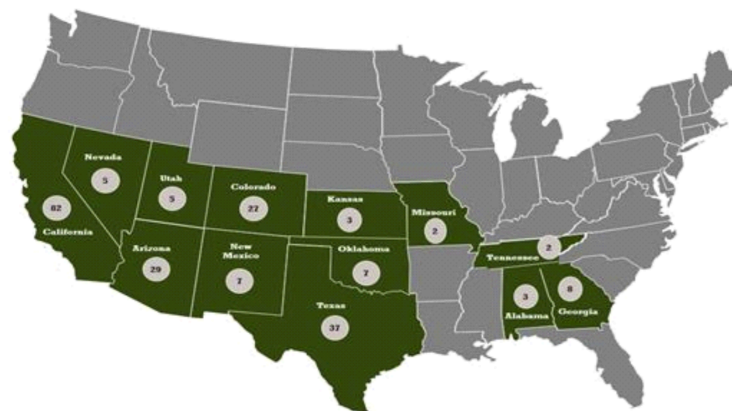 Nevada
5
Utah
5
Colorado
27
Kansas
3
Missouri
2
82
California
Arizona
29
New
Mexico
7
Oklahoma
7
Tennessee
2
Texas
37
3
Alabama
8
Georgia